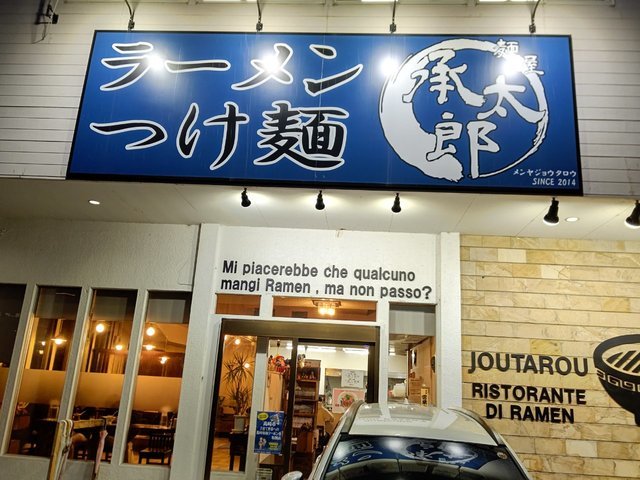 ラーメン
つけ麺
麺屋
承太郎
メンヤジョウタロウ
SINCE 2014
Mi piacerebbe che qualcuno
mangi Ramen , ma non passo?
JOUTAROU
RISTORANTE
DI RAMEN